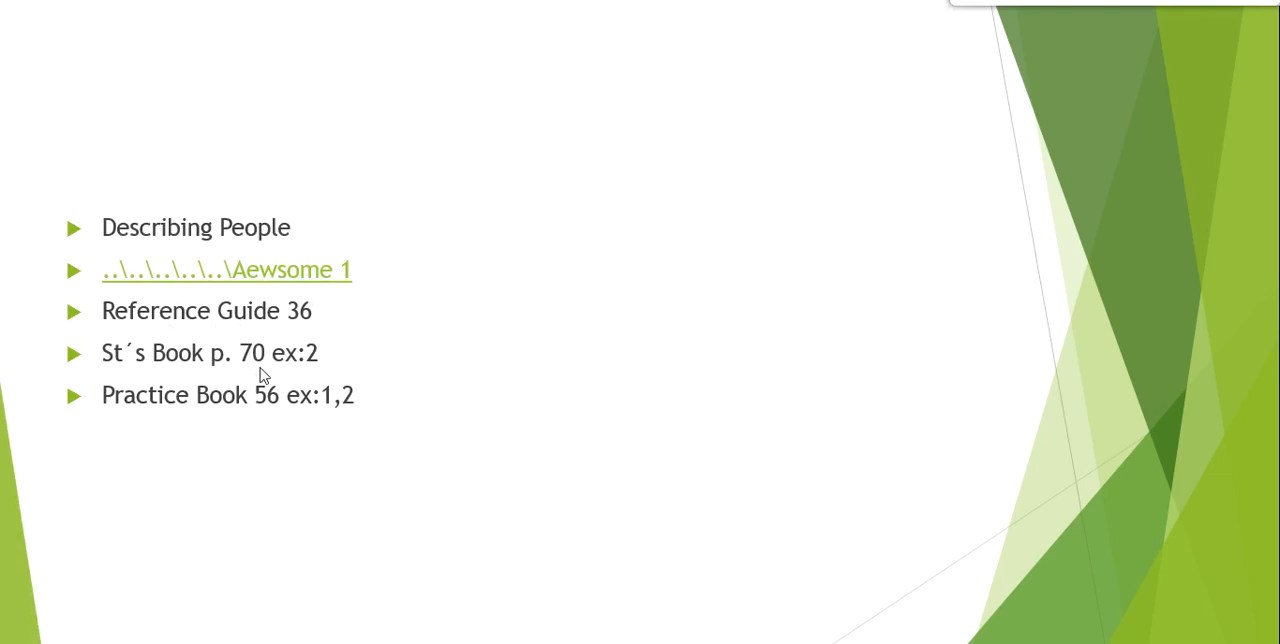 Describing People
..\..\..\..\..\Aewsome 1
Reference Guide 36
St´s Book p. 70 ex:2
Practice Book 56 ex:1,2